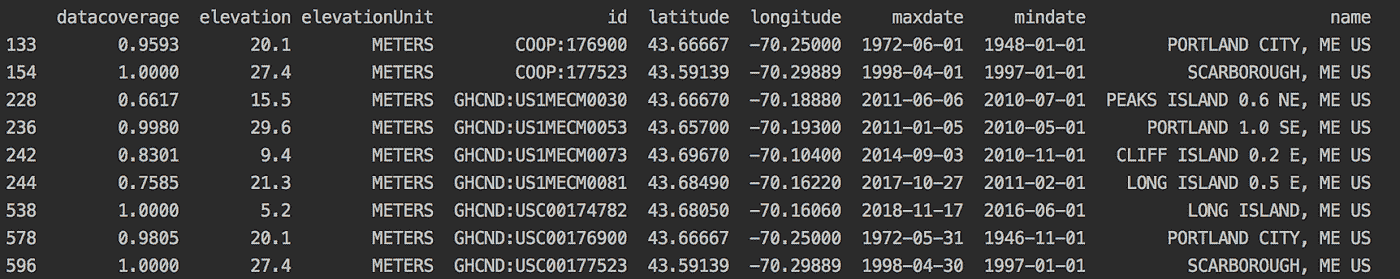 datacoverage elevation elevationUnit id latitude longitude maxdate mindate name
133 0.9593 20.1 METERS COOP:176900 43.66667 -70.25000 1972-06-01 1948-01-01 PORTLAND CITY, ME US
154 1.0000 27.4 METERS COOP:177523 43.59139 -70.29889 1998-04-01 1997-01-01 SCARBOROUGH, ME US
228 0.6617 15.5 METERS GHCND:US1MECM0030 43.66670 -70.18880 2011-06-06 2010-07-01 PEAKS ISLAND 0.6 NE, ME US
236 0.9980 29.6 METERS GHCND:US1MECM0053 43.65700 -70.19300 2011-01-05 2010-05-01 PORTLAND 1.0 SE, ME US
242 0.8301 9.4 METERS GHCND:US1MECM0073 43.69670 -70.10400 2014-09-03 2010-11-01 CLIFF ISLAND 0.2 E, ME US
244 0.7585 21.3 METERS GHCND:US1MECM0081 43.68490 -70.16220 2017-10-27 2011-02-01 LONG ISLAND 0.5 E, ME US
538 1.0000 5.2 METERS GHCND:USC00174782 43.68050 -70.16060 2018-11-17 2016-06-01 LONG ISLAND, ME US
578 0.9805 20.1 METERS GHCND:USC00176900 43.66667 -70.25000 1972-05-31 1946-11-01 PORTLAND CITY, ME US
596 1.0000 27.4 METERS GHCND:USC00177523 43.59139 -70.29889 1998-04-30 1997-01-01 SCARBOROUGH, ME US